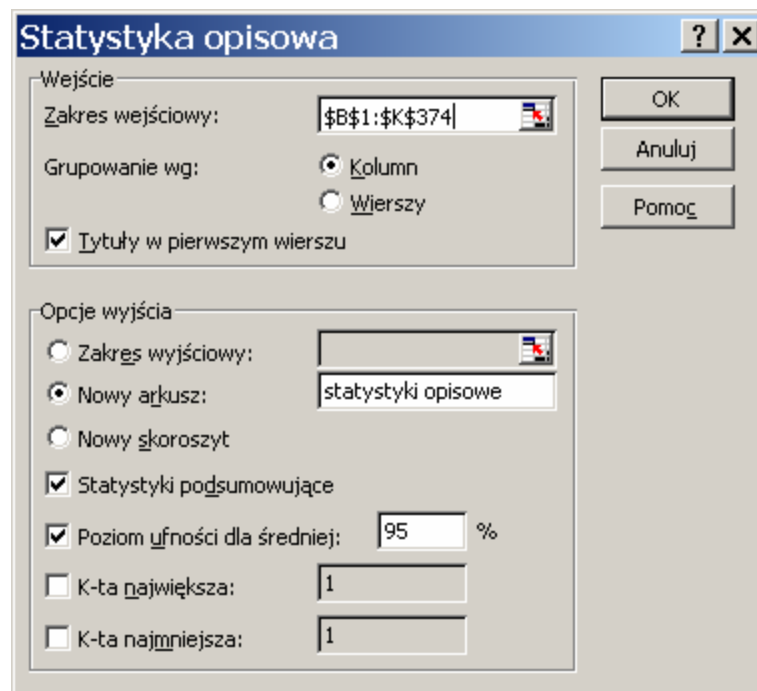 Statystyka opisowa
Wejście
Zakres wejściowy: $B$1:$K$374
OK
Anuluj
Grupowanie wg: Kolumn
Wierszy
Pomoc
Tytuły w pierwszym wierszu
Opcje wyjścia
Zakres wyjściowy:
Nowy arkusz: statystyki opisowe
Nowy skoroszyt
Statystyki podsumowujące
Poziom ufności dla średniej: 95 %
K-ta największa: 1
K-ta najmniejsza: 1